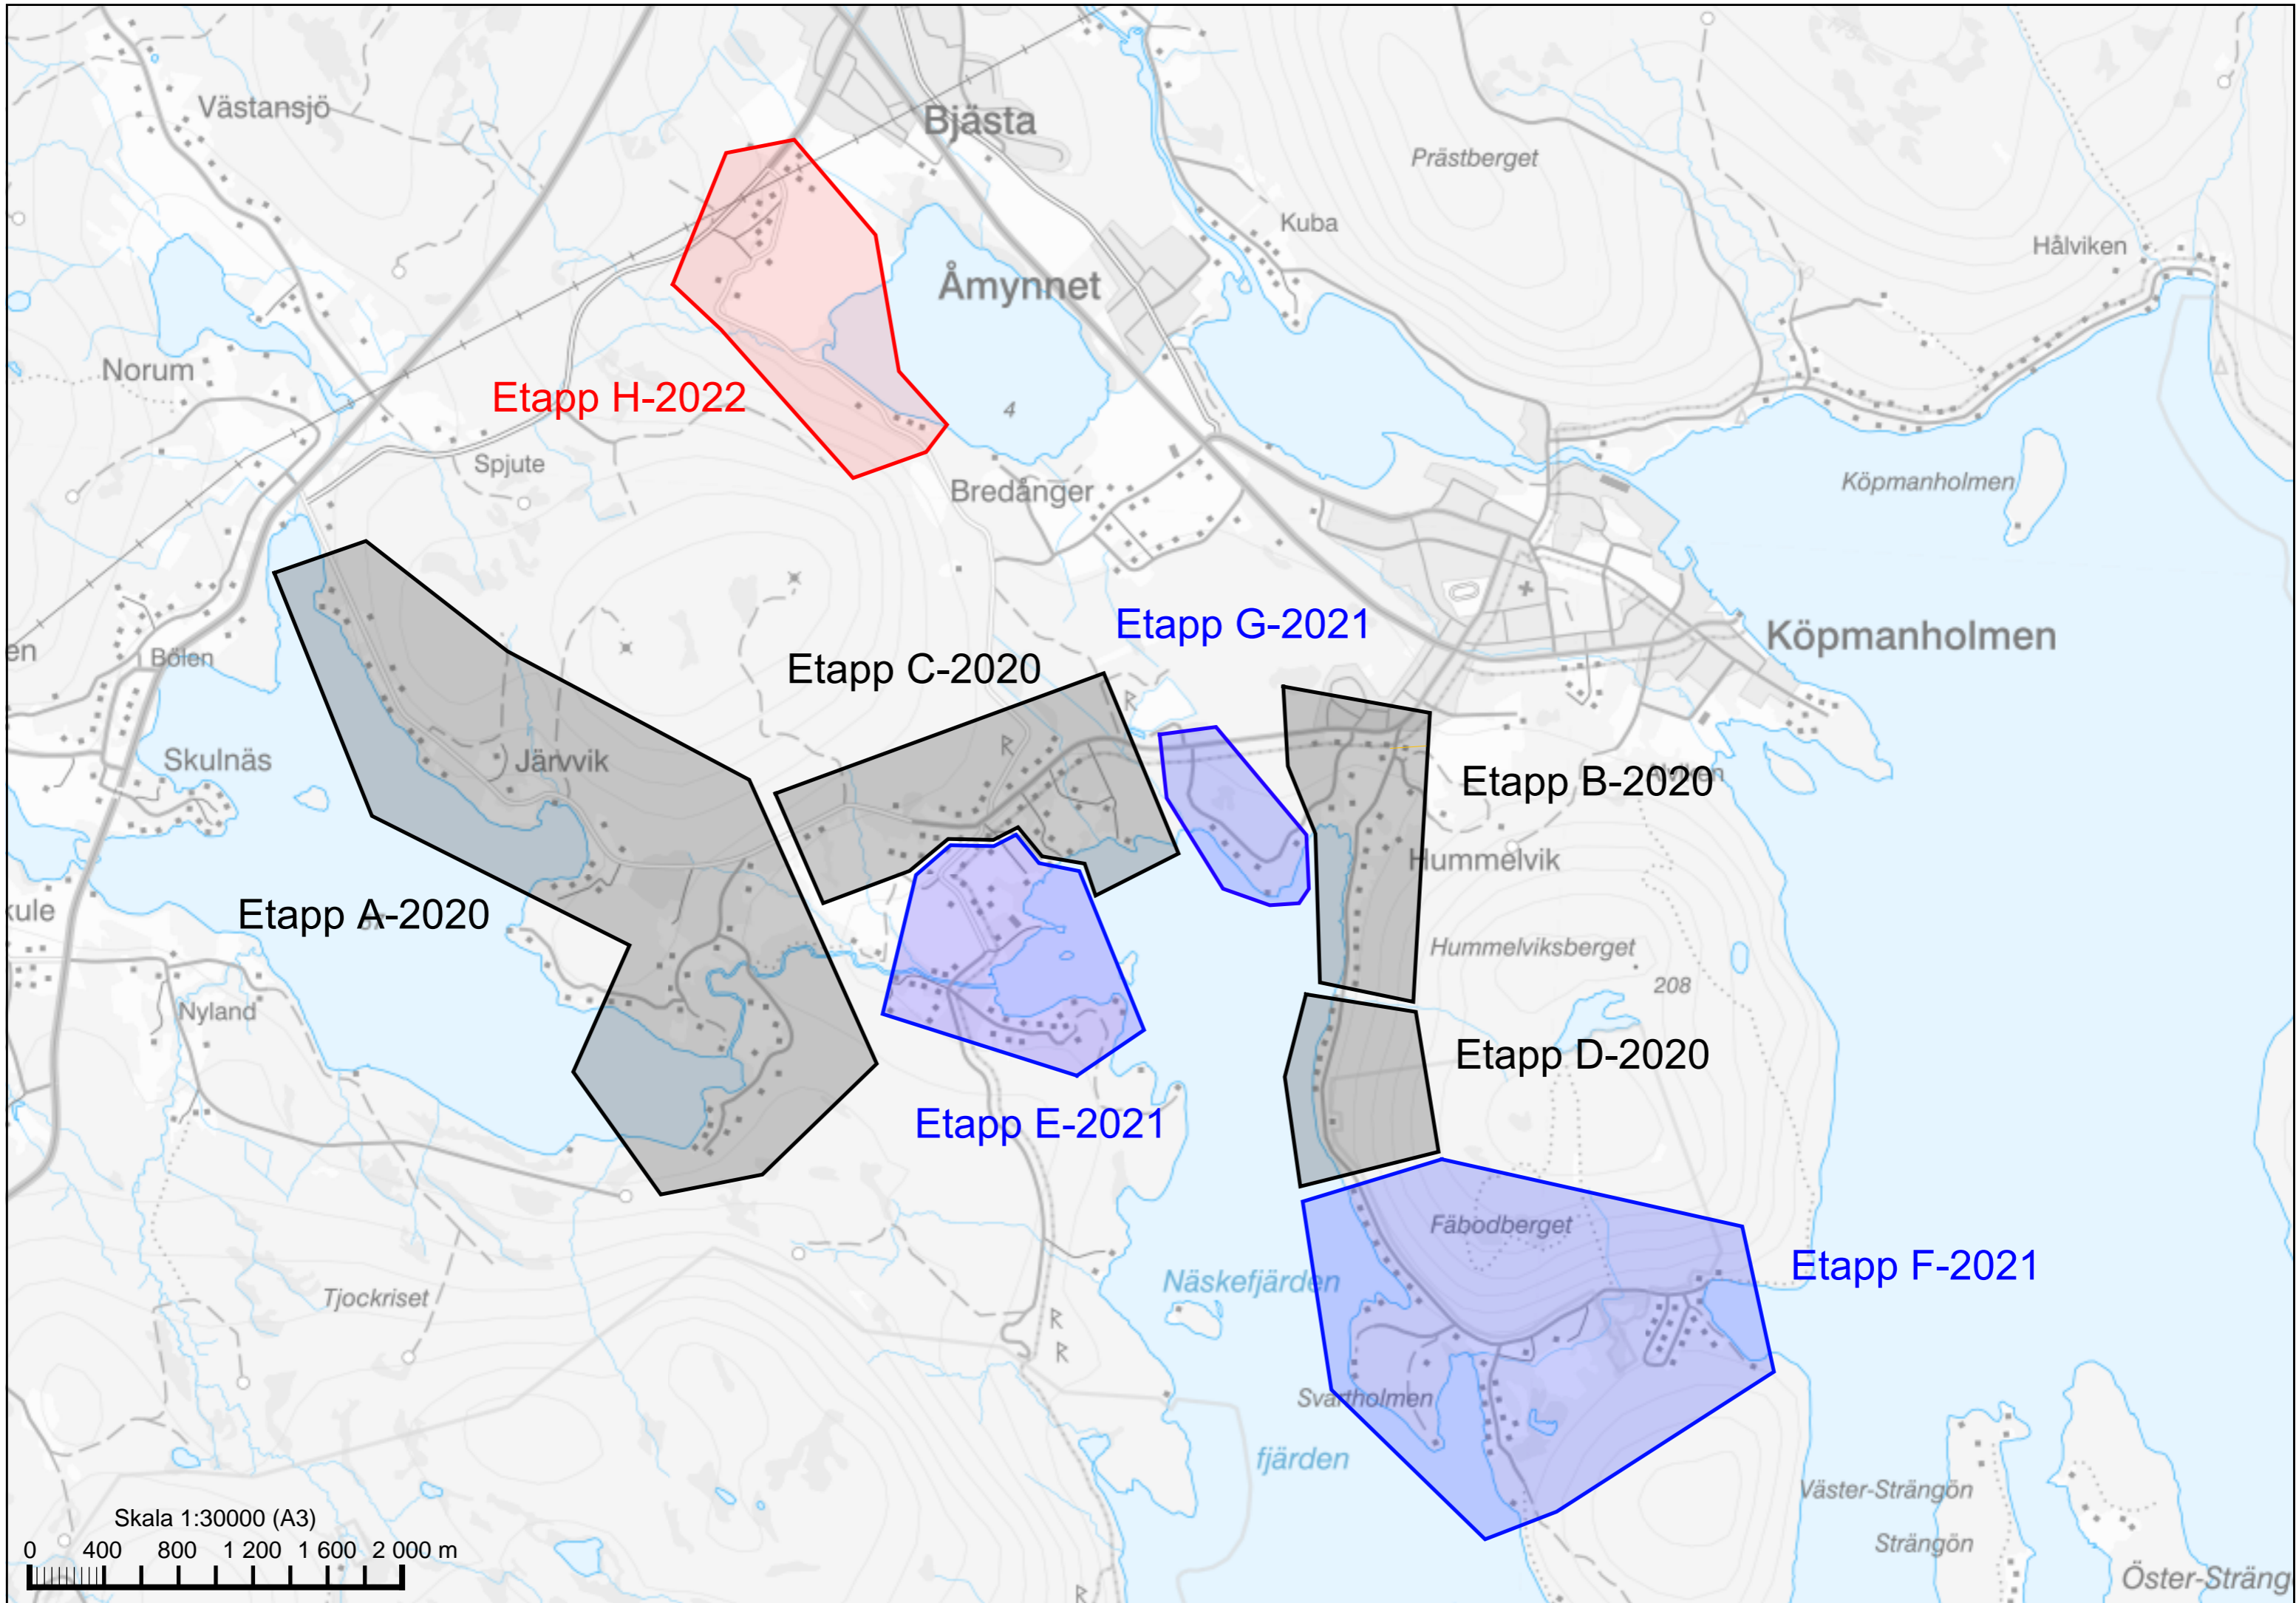 Västansjö
Bjästa
Prästberget
Kuba
Hålviken
Åmynnet
Norum
Etapp H-2022
4
Spjute
Bredånger
Köpmanholmen
Etapp G-2021
Köpmanholmen
en
Bölen
Etapp C-2020
Skulnäs
Järvvik
Etapp B-2020
Alviken
Hummelvik
kule
Etapp A-2020
Hummelviksberget
208
Nyland
Etapp D-2020
Etapp E-2021
Fäbodberget
Näskefjärden
Etapp F-2021
Tjockriset
Svartholmen
fjärden
Väster-Strängön
Skala 1:30000 (A3)
Strängön
0 400 800 1 200 1 600 2 000 m
Öster-Sträng